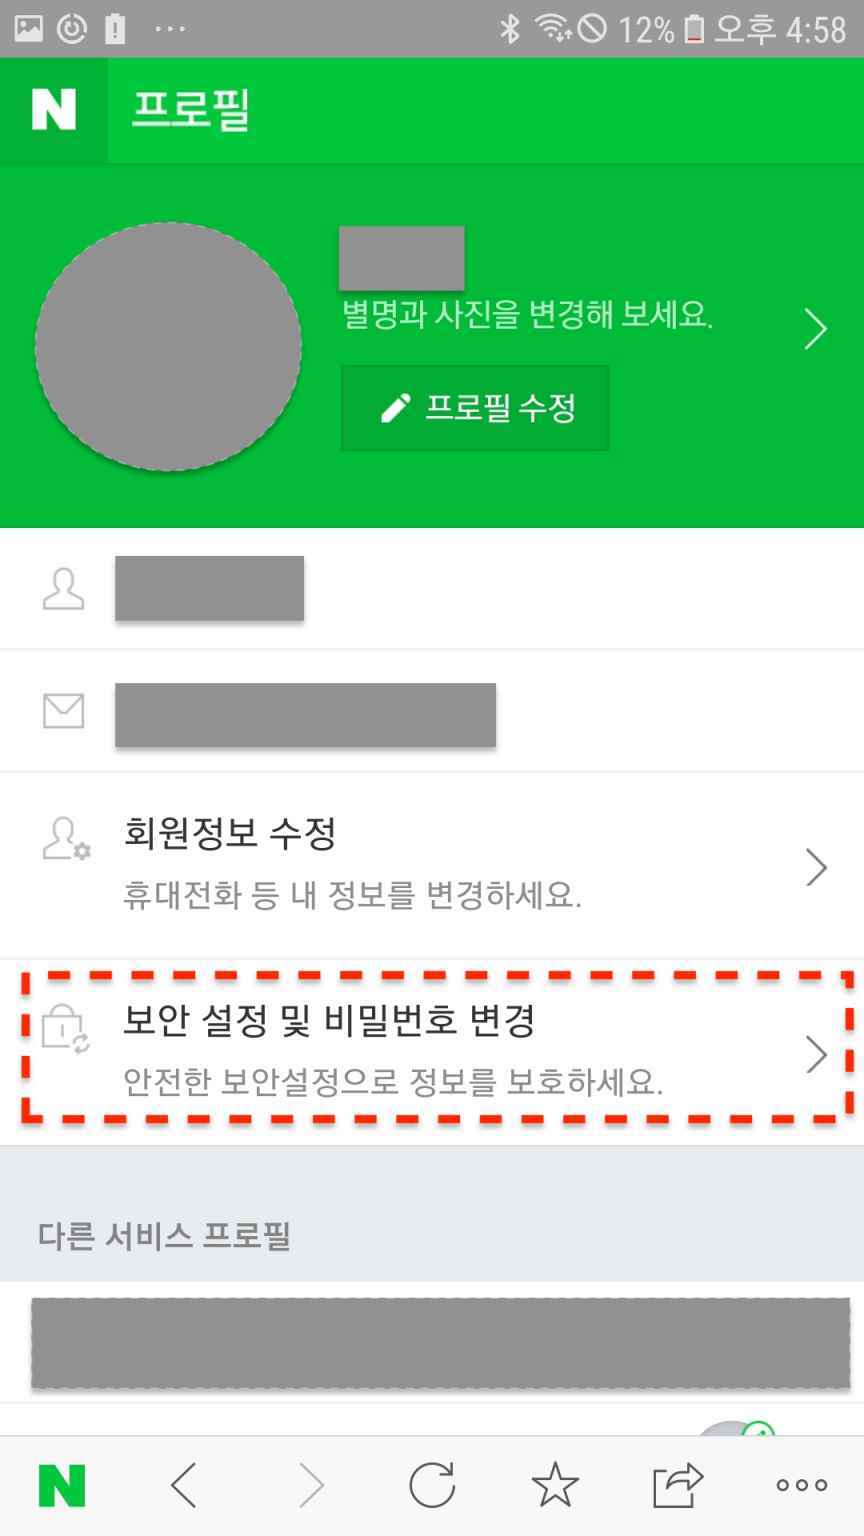 12% 오후 4:58
N 프로필
별명과 사진을 변경해 보세요.
프로필 수정
회원정보 수정
휴대전화 등 내 정보를 변경하세요.
보안 설정 및 비밀번호 변경
안전한 보안설정으로 정보를 보호하세요.
다른 서비스 프로필
N